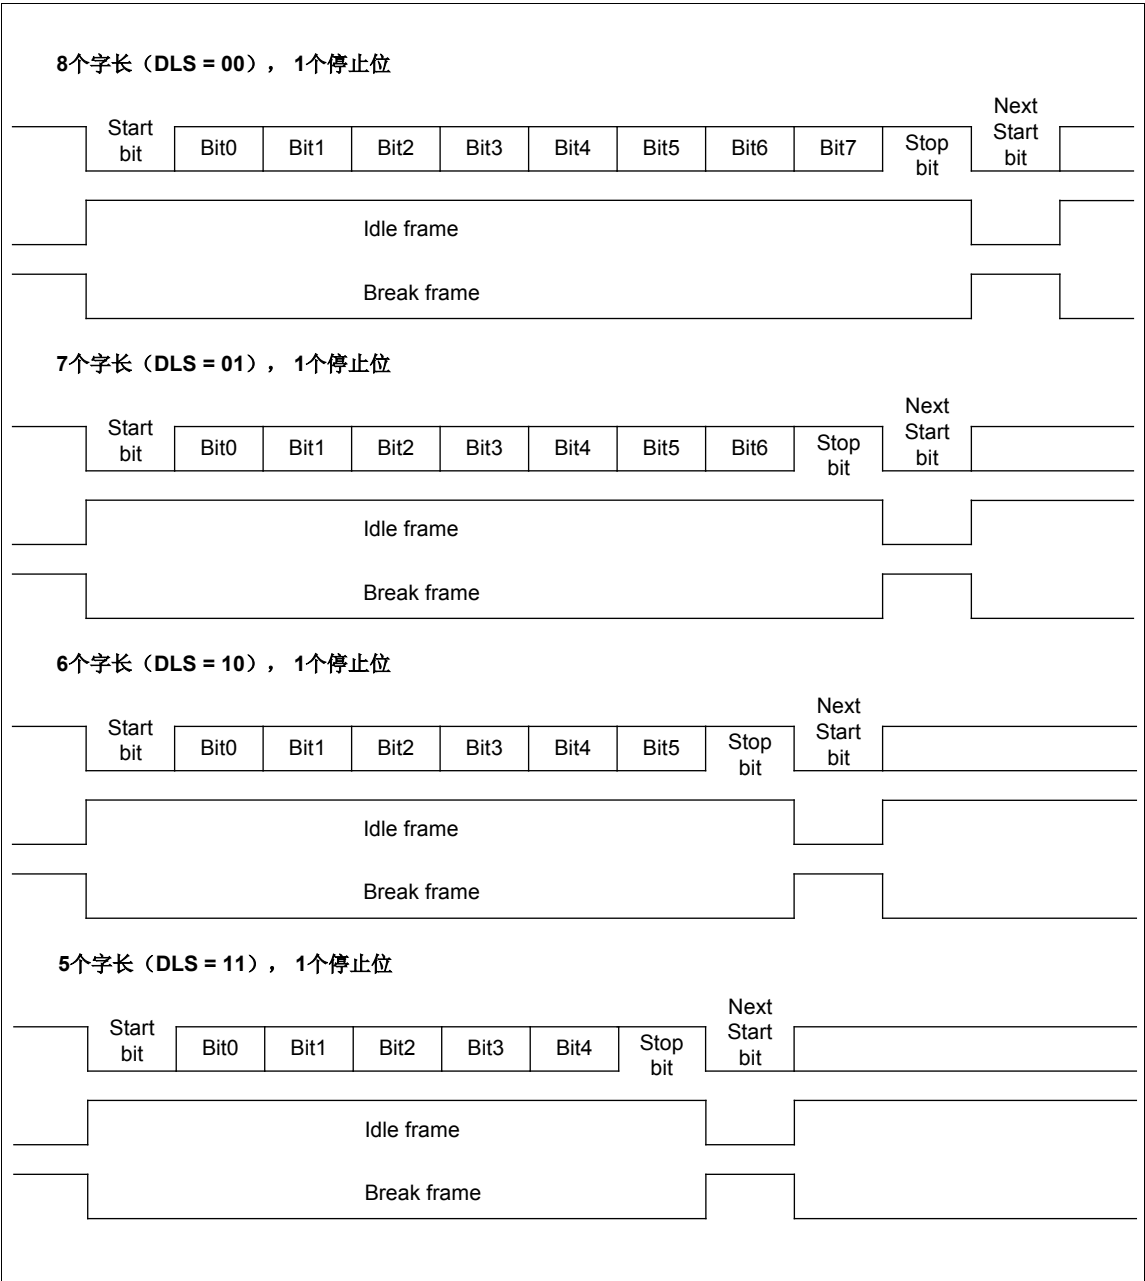 8个字长（DLS = 00）， 1个停止位
Next
Start
bit
Start
bit
Bit0
Bit1
Bit2
Bit3
Bit4
Bit5
Bit6
Bit7
Stop
bit
Idle frame
Break frame
7个字长（DLS = 01）， 1个停止位
Next
Start
bit
Start
bit
Bit0
Bit1
Bit2
Bit3
Bit4
Bit5
Bit6
Stop
bit
Idle frame
Break frame
6个字长（DLS = 10）， 1个停止位
Next
Start
bit
Start
bit
Bit0
Bit1
Bit2
Bit3
Bit4
Bit5
Stop
bit
Idle frame
Break frame
5个字长（DLS = 11）， 1个停止位
Next
Start
bit
Start
bit
Bit0
Bit1
Bit2
Bit3
Bit4
Stop
bit
Idle frame
Break frame